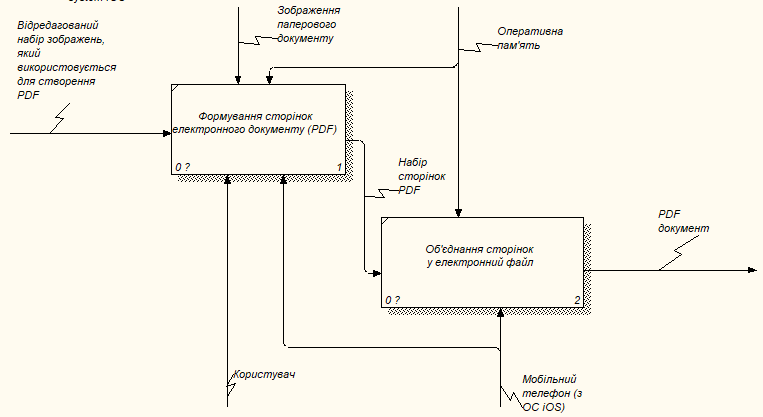 Відредагований
набір зображень,
який
використовується
для створення
PDF
Зображення
паперового
документу
Оперативна
пам'ять
Формування сторінок
електронного документу (PDF)
0 ?
1
Набір
сторінок
PDF
Об'єднання сторінок
у електронний файл
0 ?
2
PDF
документ
Користувач
Мобільний
телефон (з
ОС iOS)